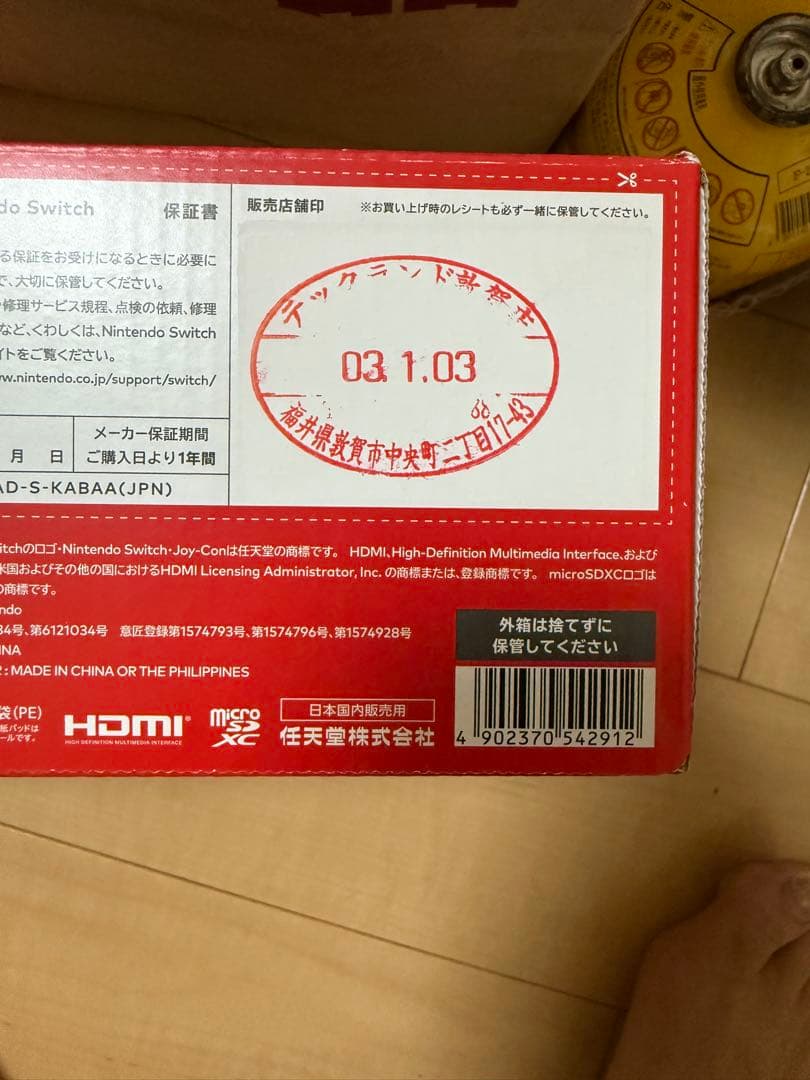 do Switch 保証書
る保証をお受けになるときに必要に
で、大切に保管してください。
修理サービス規程、点検の依頼、修理
など、くわしくは、Nintendo Switch
イトをご覧ください。
ww.nintendo.co.jp/support/switch/
月 日
メーカー保証期間
ご購入日より1年間
AD-S-KABAA(JPN)
販売店舗印 ※お買い上げ時のレシートも必ず一緒に保管してください。
テックランド敦賀
03.1.03
福井県敦賀市中央町二丁目17-43
itchのロゴ・Nintendo Switch・Joy-Conは任天堂の商標です。 HDMI、High-Definition Multimedia Interface、および
米国およびその他の国におけるHDMI Licensing Administrator, Inc. の商標または、登録商標です。 microSDXCロゴは
の商標です。
ndo
34号、第6121034号 意匠登録第1574793号、第1574796号、第1574928号
INA
: MADE IN CHINA OR THE PHILIPPINES
外箱は捨てずに
保管してください
袋(PE)
紙パッドは
ールです。
HDMI
HIGH DEFINITION MULTIMEDIA INTERFACE
micro
SD
XC
日本国内販売用
任天堂株式会社
4 902370 542912